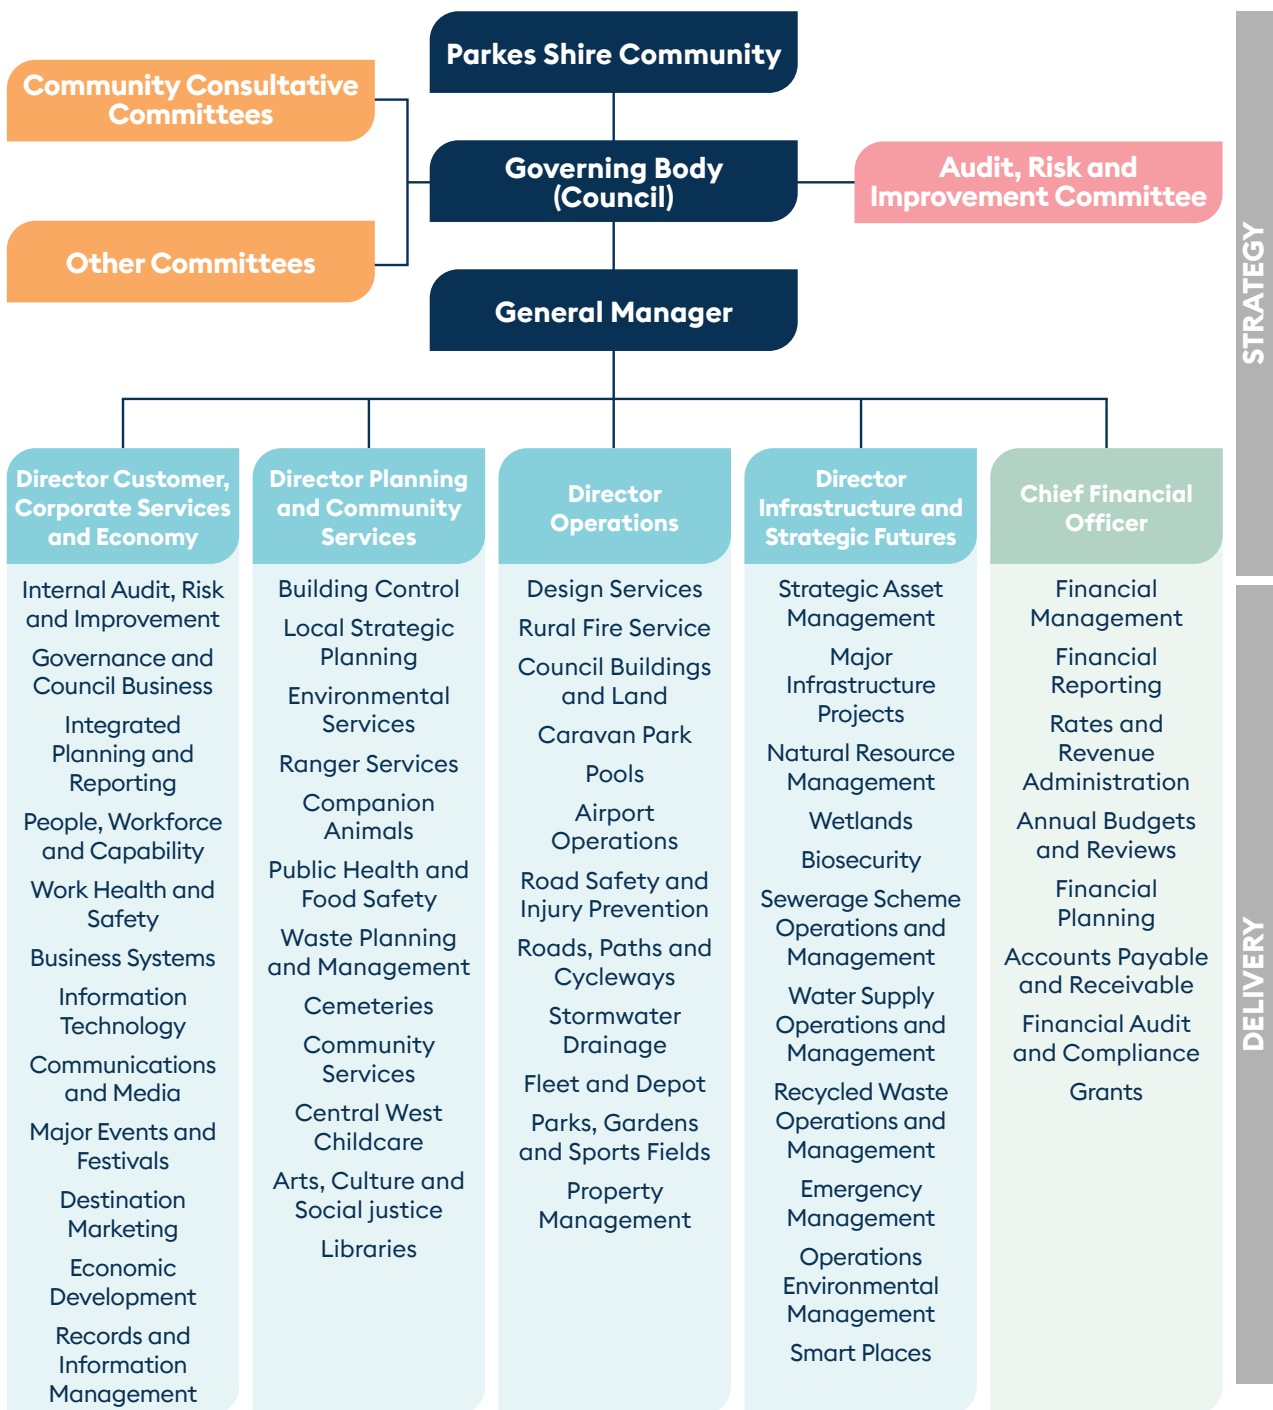 Parkes Shire Community
Community Consultative
Committees
Governing Body
(Council)
Audit, Risk and
Improvement Committee
Other Committees
General Manager
STRATEGY
Director Customer,
Corporate Services
and Economy
Internal Audit, Risk
and Improvement
Governance and
Council Business
Integrated
Planning and
Reporting
People, Workforce
and Capability
Work Health and
Safety
Business Systems
Information
Technology
Communications
and Media
Major Events and
Festivals
Destination
Marketing
Economic
Development
Records and
Information
Management
Director Planning
and Community
Services
Building Control
Local Strategic
Planning
Environmental
Services
Ranger Services
Companion
Animals
Public Health and
Food Safety
Waste Planning
and Management
Cemeteries
Community
Services
Central West
Childcare
Arts, Culture and
Social justice
Libraries
Director
Operations
Design Services
Rural Fire Service
Council Buildings
and Land
Caravan Park
Pools
Airport
Operations
Road Safety and
Injury Prevention
Roads, Paths and
Cycleways
Stormwater
Drainage
Fleet and Depot
Parks, Gardens
and Sports Fields
Property
Management
Director
Infrastructure and
Strategic Futures
Strategic Asset
Management
Major
Infrastructure
Projects
Natural Resource
Management
Wetlands
Biosecurity
Sewerage Scheme
Operations and
Management
Water Supply
Operations and
Management
Recycled Waste
Operations and
Management
Emergency
Management
Operations
Environmental
Management
Smart Places
Chief Financial
Officer
Financial
Management
Financial
Reporting
Rates and
Revenue
Administration
Annual Budgets
and Reviews
Financial
Planning
Accounts Payable
and Receivable
Financial Audit
and Compliance
Grants
DELIVERY